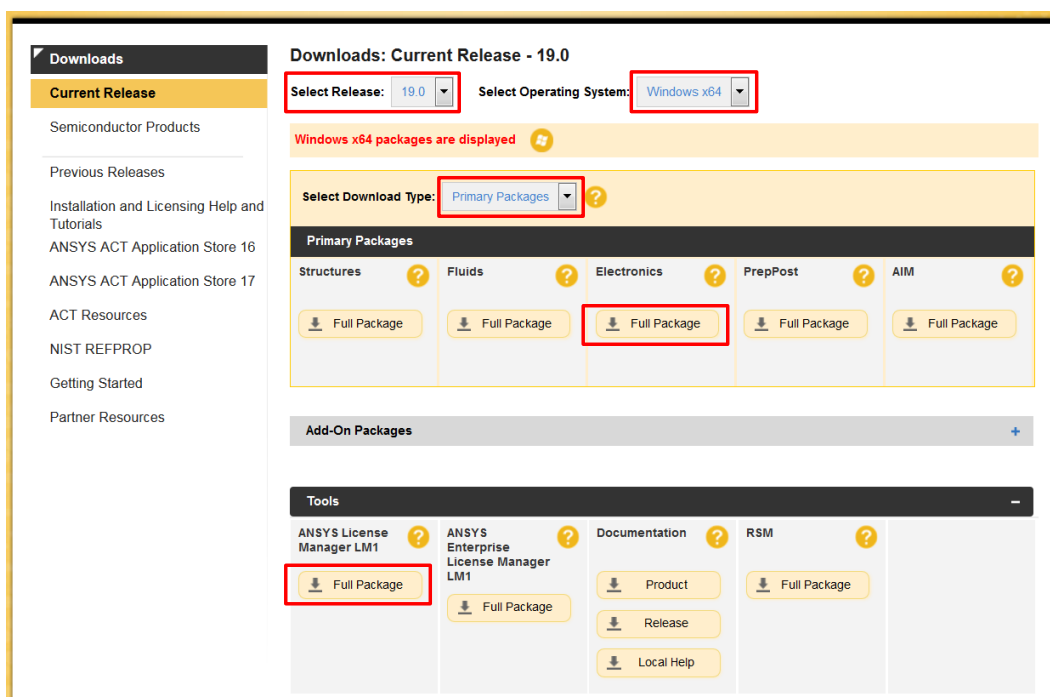 Downloads
Current Release
Semiconductor Products
Previous Releases
Installation and Licensing Help and
Tutorials
ANSYS ACT Application Store 16
ANSYS ACT Application Store 17
ACT Resources
NIST REFPROP
Getting Started
Partner Resources
Downloads: Current Release - 19.0
Select Release: 19.0 Select Operating System: Windows x64
Windows x64 packages are displayed
Select Download Type: Primary Packages ?
Primary Packages
Structures ? Fluids ? Electronics ? PrepPost ? AIM ?
Full Package Full Package Full Package Full Package Full Package
Add-On Packages +
Tools –
ANSYS License
Manager LM1 ?
Full Package
ANSYS
Enterprise
License Manager
LM1 ?
Full Package
Documentation ?
Product
Release
Local Help
RSM ?
Full Package